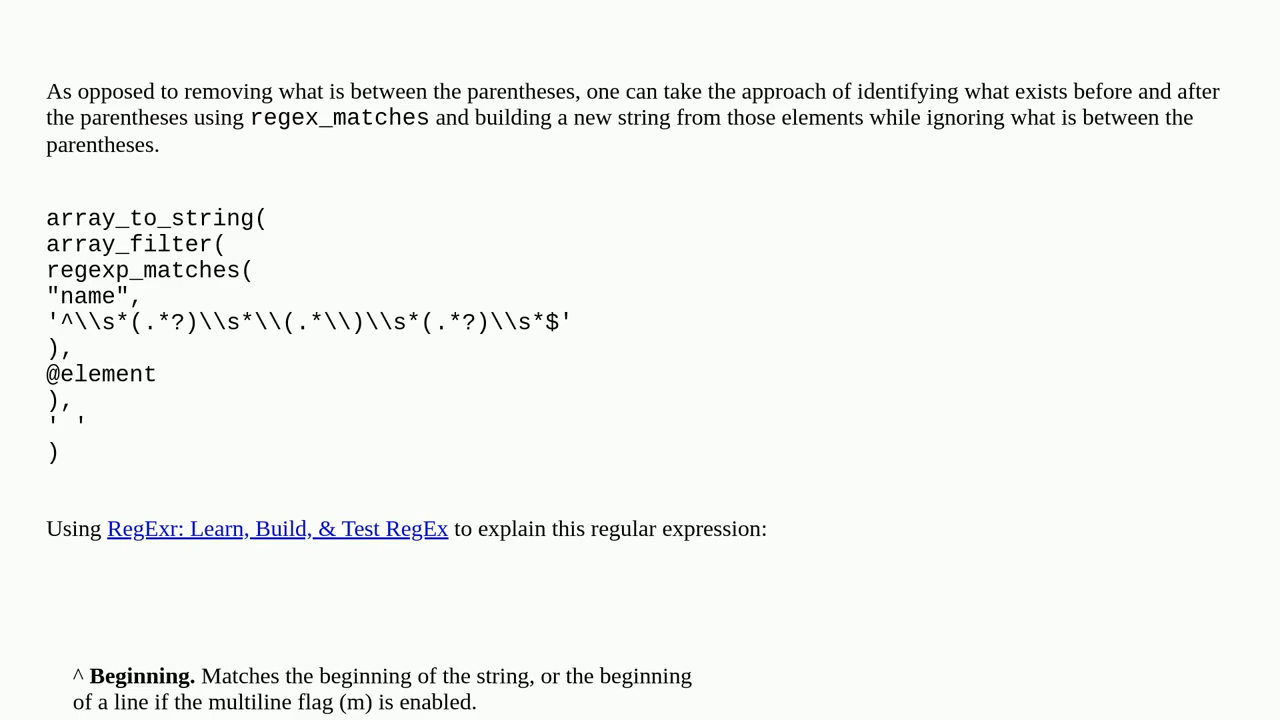 As opposed to removing what is between the parentheses, one can take the approach of identifying what exists before and after
the parentheses using regex_matches and building a new string from those elements while ignoring what is between the
parentheses.
array_to_string(
array_filter(
regexp_matches(
"name",
'^\\s*(.*?)\\s*\\(.*\\)\\s*(.*?)\\s*$'
),
@element
),
' '
)
Using RegExr: Learn, Build, & Test RegEx to explain this regular expression:
^ Beginning. Matches the beginning of the string, or the beginning
of a line if the multiline flag (m) is enabled.